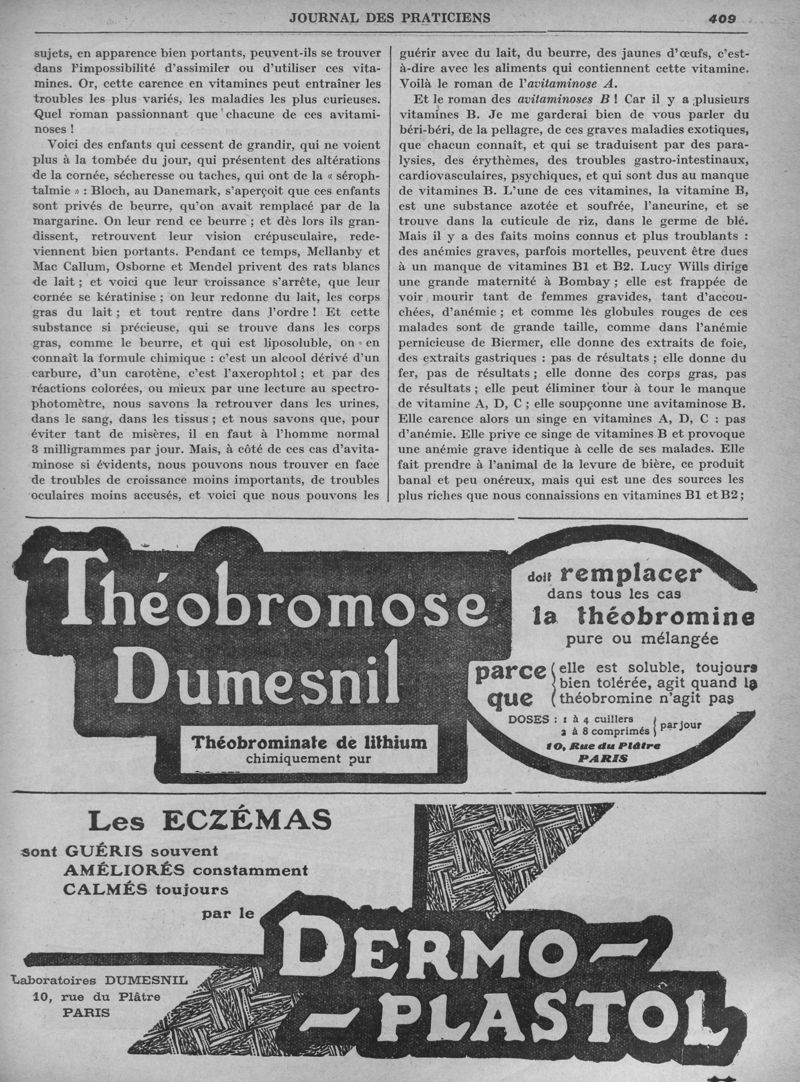 JOURNAL DES PRATICIENS
409
sujets, en apparence bien portants, peuvent-ils se trouver
dans l'impossibilité d'assimiler ou d'utiliser ces vita-
mines. Or, cette carence en vitamines peut entraîner les
troubles les plus variés, les maladies les plus curieuses.
Quel roman passionnant que chacune de ces avitami-
noses !
Voici des enfants qui cessent de grandir, qui ne voient
plus à la tombée du jour, qui présentent des altérations
de la cornée, sécheresse ou taches, qui ont de la « séroph-
talmie » : Bloch, au Danemark, s'aperçoit que ces enfants
sont privés de beurre, qu'on avait remplacé par de la
margarine. On leur rend ce beurre ; et dès lors ils gran-
dissent, retrouvent leur vision crépusculaire, rede-
viennent bien portants. Pendant ce temps, Mellanby et
Mac Callum, Osborne et Mendel privent des rats blancs
de lait ; et voici que leur croissance s'arrête, que leur
cornée se kératinise ; on leur redonne du lait, les corps
gras du lait ; et tout rentre dans l'ordre ! Et cette
substance si précieuse, qui se trouve dans les corps
gras, comme le beurre, et qui est liposoluble, on en
connaît la formule chimique : c'est un alcool dérivé d'un
carbure, d'un carotène, c'est l'axerophtol ; et par des
réactions colorées, ou mieux par une lecture au spectro-
photomètre, nous savons la retrouver dans les urines,
dans le sang, dans les tissus ; et nous savons que, pour
éviter tant de misères, il en faut à l'homme normal
3 milligrammes par jour. Mais, à côté de ces cas d'avita-
minose si évidents, nous pouvons nous trouver en face
de troubles de croissance moins importants, de troubles
oculaires moins accusés, et voici que nous pouvons les
guérir avec du lait, du beurre, des jaunes d'œufs, c'est-
à-dire avec les aliments qui contiennent cette vitamine.
Voilà le roman de l'avitaminose A.
Et le roman des avitaminoses B ! Car il y a plusieurs
vitamines B. Je me garderai bien de vous parler du
béri-béri, de la pellagre, de ces graves maladies exotiques,
que chacun connaît, et qui se traduisent par des para-
lysies, des érythèmes, des troubles gastro-intestinaux,
cardiovasculaires, psychiques, et qui sont dus au manque
de vitamines B. L'une de ces vitamines, la vitamine B,
est une substance azotée et soufrée, l'aneurine, et se
trouve dans la cuticule de riz, dans le germe de blé.
Mais il y a des faits moins connus et plus troublants :
des anémies graves, parfois mortelles, peuvent être dues
à un manque de vitamines B1 et B2. Lucy Wills dirige
une grande maternité à Bombay ; elle est frappée de
voir mourir tant de femmes gravides, tant d'accou-
chées, d'anémie ; et comme les globules rouges de ces
malades sont de grande taille, comme dans l'anémie
pernicieuse de Biermer, elle donne des extraits de foie,
des extraits gastriques : pas de résultats ; elle donne du
fer, pas de résultats ; elle donne des corps gras, pas
de résultats ; elle peut éliminer tour à tour le manque
de vitamine A, D, C ; elle soupçonne une avitaminose B.
Elle carence alors un singe en vitamines A, D, C : pas
d'anémie. Elle prive ce singe de vitamines B et provoque
une anémie grave identique à celle de ses malades. Elle
fait prendre à l'animal de la levure de bière, ce produit
banal et peu onéreux, mais qui est une des sources les
plus riches que nous connaissions en vitamines B1 et B2 ;
Théobromose
Dumesnil
Théobrominate de lithium
chimiquement pur
doit remplacer
dans tous les cas
la théobromine
pure ou mélangée
parce que
elle est soluble, toujours
bien tolérée, agit quand la
théobromine n'agit pas
DOSES : 1 à 4 cuillers
2 à 8 comprimés
par jour
10, Rue du Plâtre
PARIS
Les ECZÉMAS
sont GUÉRIS souvent
AMÉLIORÉS constamment
CALMÉS toujours
par le
DERMO-
-PLASTOL
Laboratoires DUMESNIL
10, rue du Plâtre
PARIS